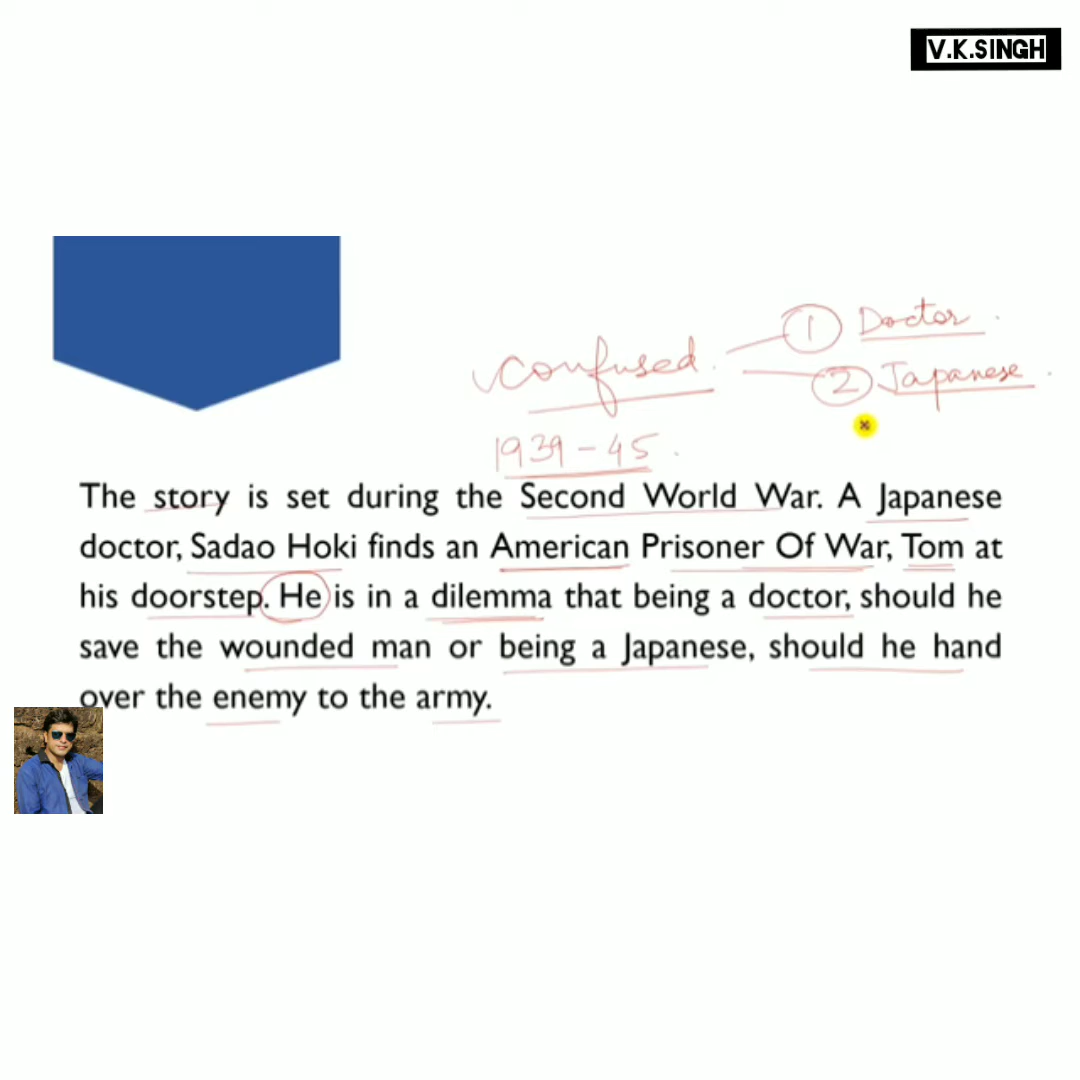 V.K.SINGH
confused.
1 Doctor.
2 Japanese.
1939-45.
The story is set during the Second World War. A Japanese
doctor, Sadao Hoki finds an American Prisoner Of War, Tom at
his doorstep. He is in a dilemma that being a doctor, should he
save the wounded man or being a Japanese, should he hand
over the enemy to the army.